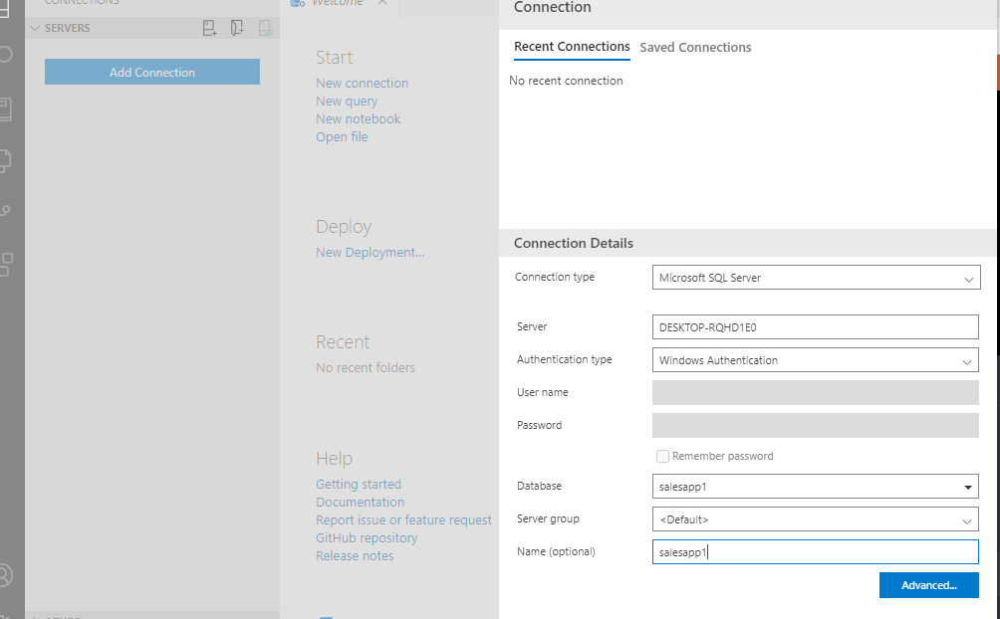 CONNECTIONS
SERVERS
Add Connection
Welcome
Start
New connection
New query
New notebook
Open file
Deploy
New Deployment...
Recent
No recent folders
Help
Getting started
Documentation
Report issue or feature request
GitHub repository
Release notes
Connection
Recent Connections Saved Connections
No recent connection
Connection Details
Connection type Microsoft SQL Server
Server DESKTOP-RQHD1E0
Authentication type Windows Authentication
User name
Password
Remember password
Database salesapp1
Server group <Default>
Name (optional) salesapp1
Advanced...